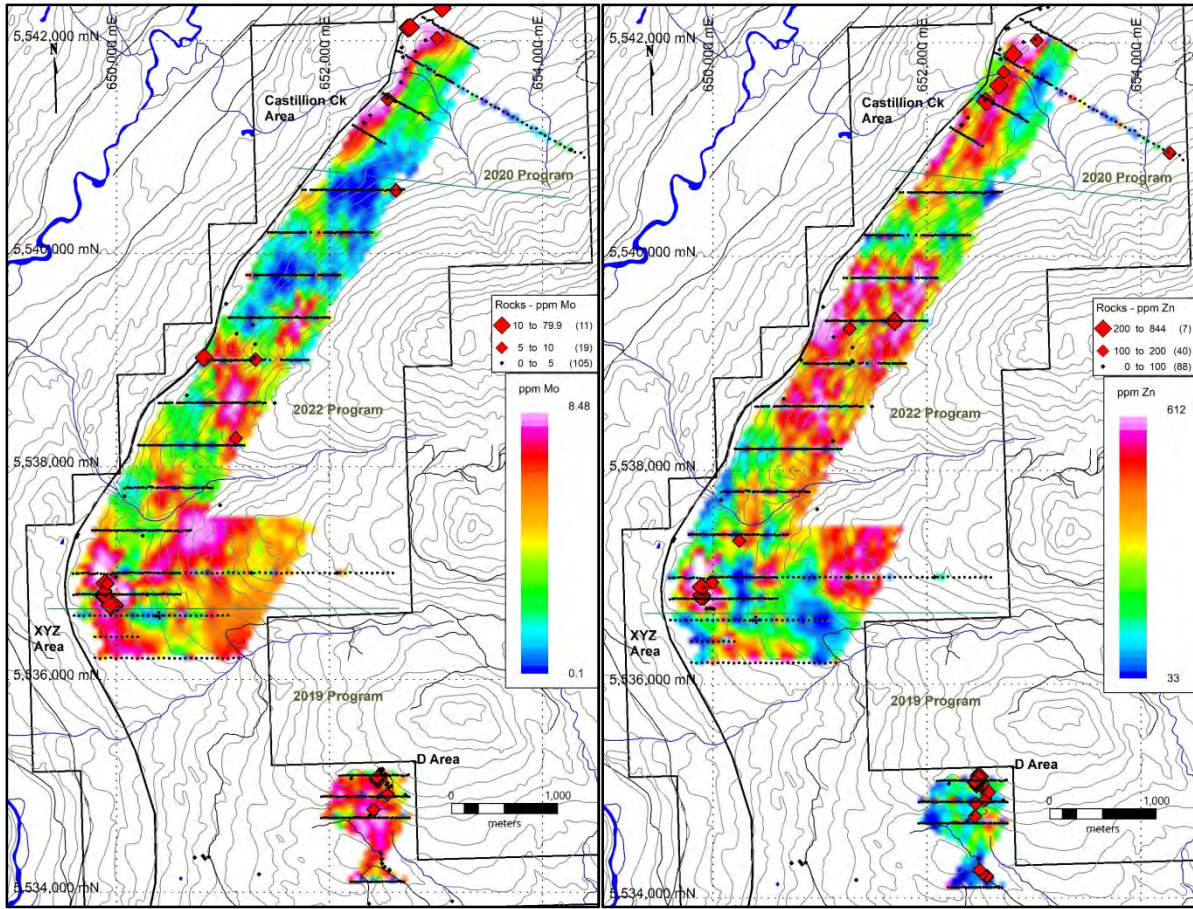 5,542,000 mN
N
650,000 mE
652,000 mE
654,000 mE
Castillion Ck
Area
2020 Program
5,540,000 mN
Rocks - ppm Mo
10 to 79.9 (11)
5 to 10 (19)
0 to 5 (105)
ppm Mo
8.48
0.1
2022 Program
5,538,000 mN
XYZ
Area
5,536,000 mN
2019 Program
D Area
0 1,000
meters
5,534,000 mN
5,542,000 mN
N
650,000 mE
652,000 mE
654,000 mE
Castillion Ck
Area
2020 Program
5,540,000 mN
Rocks - ppm Zn
200 to 844 (7)
100 to 200 (40)
0 to 100 (88)
ppm Zn
612
33
2022 Program
5,538,000 mN
XYZ
Area
5,536,000 mN
2019 Program
D Area
0 1,000
meters
5,534,000 mN